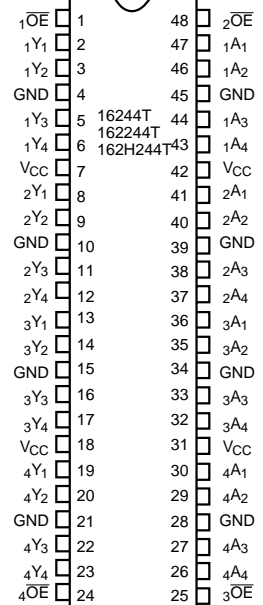 1OE 1 48 2OE
1Y1 2 47 1A1
1Y2 3 46 1A2
GND 4 45 GND
1Y3 5 16244T 44 1A3
162244T
1Y4 6 162H244T 43 1A4
VCC 7 42 VCC
2Y1 8 41 2A1
2Y2 9 40 2A2
GND 10 39 GND
2Y3 11 38 2A3
2Y4 12 37 2A4
3Y1 13 36 3A1
3Y2 14 35 3A2
GND 15 34 GND
3Y3 16 33 3A3
3Y4 17 32 3A4
VCC 18 31 VCC
4Y1 19 30 4A1
4Y2 20 29 4A2
GND 21 28 GND
4Y3 22 27 4A3
4Y4 23 26 4A4
4OE 24 25 3OE